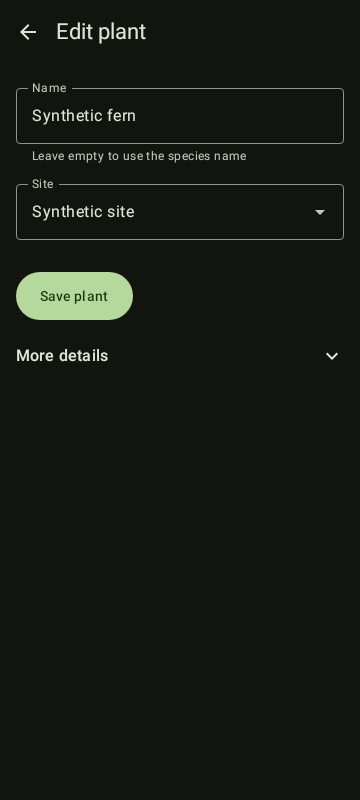 Edit plant
Name
Synthetic fern
Leave empty to use the species name
Site
Synthetic site
Save plant
More details